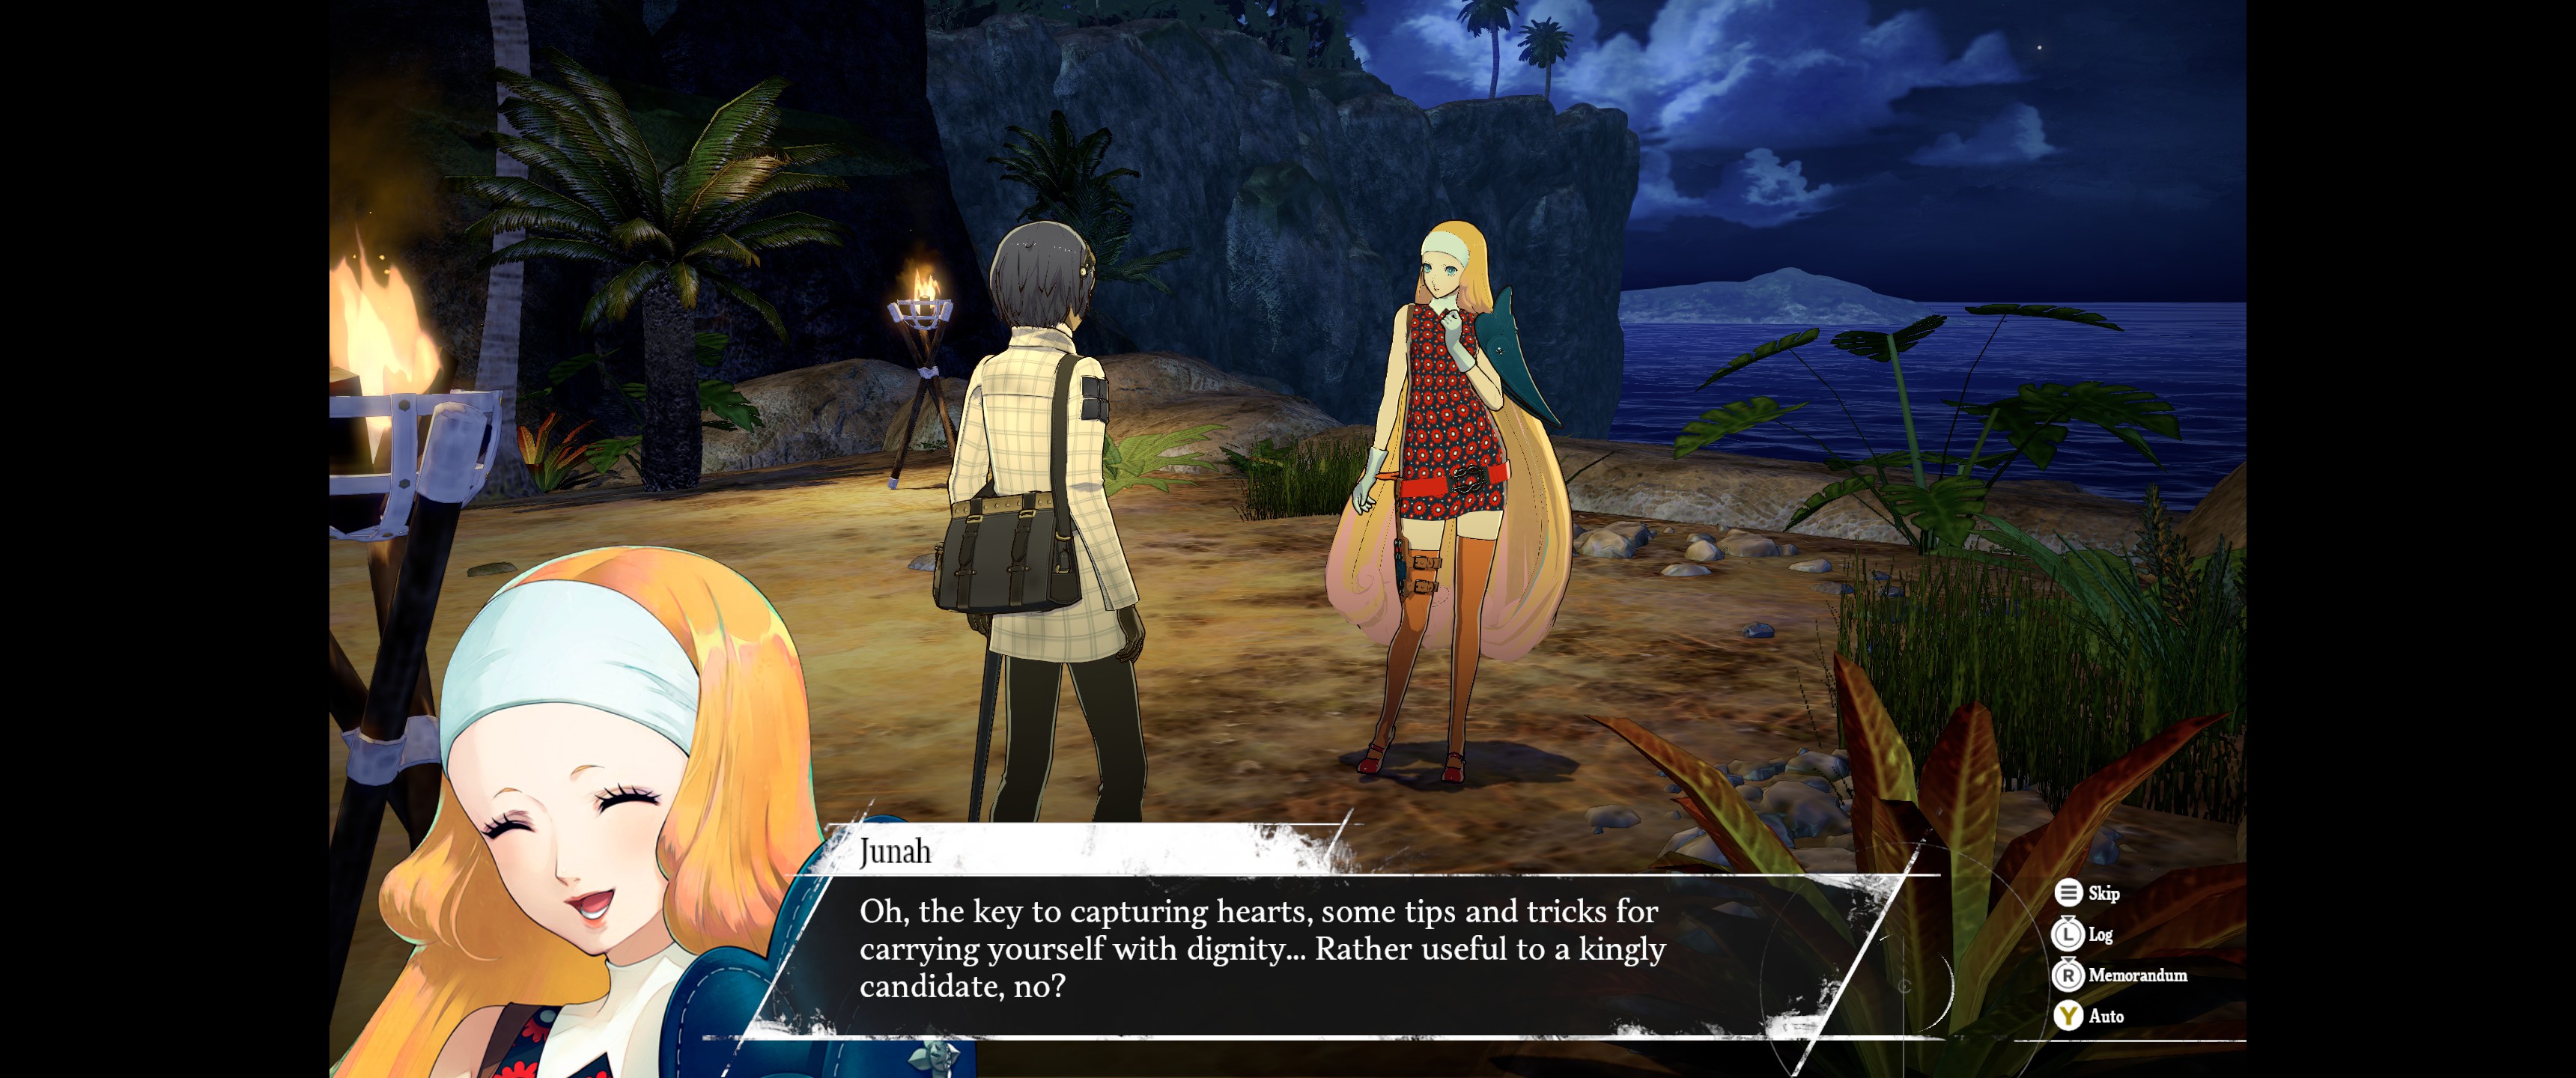 Junah
Oh, the key to capturing hearts, some tips and tricks for
carrying yourself with dignity... Rather useful to a kingly
candidate, no?
Skip
L Log
R Memorandum
Y Auto